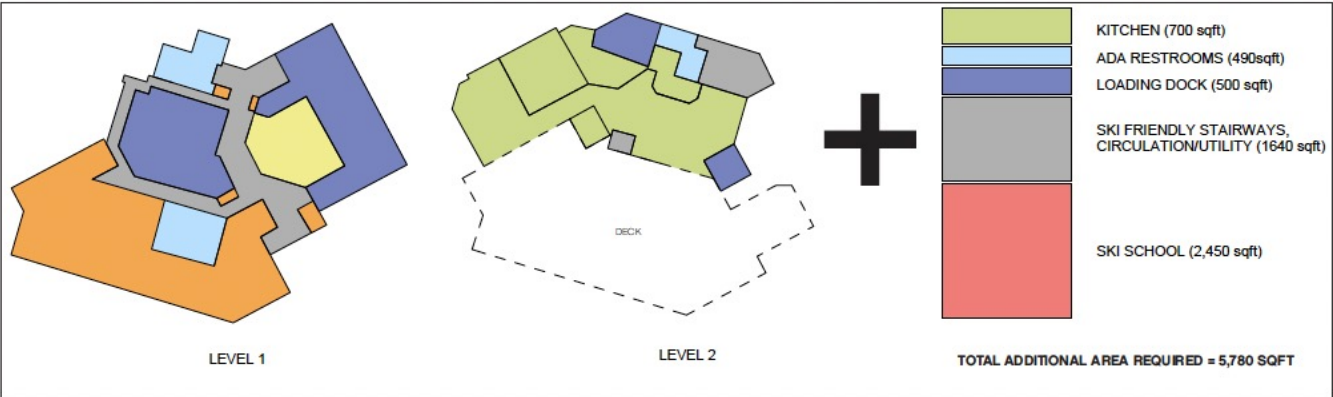 KITCHEN (700 sqft)
ADA RESTROOMS (490sqft)
LOADING DOCK (500 sqft)
SKI FRIENDLY STAIRWAYS,
CIRCULATION/UTILITY (1640 sqft)
SKI SCHOOL (2,450 sqft)
DECK
LEVEL 1
LEVEL 2
TOTAL ADDITIONAL AREA REQUIRED = 5,780 SQFT